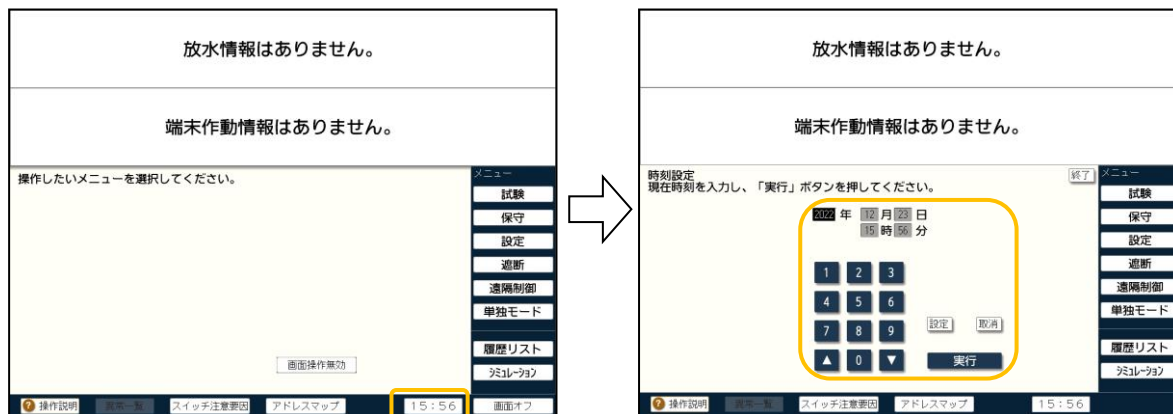 放水情報はありません。
端末作動情報はありません。
操作したいメニューを選択してください。
メニュー
試験
保守
設定
遮断
遠隔制御
単独モード
履歴リスト
シミュレーション
画面操作無効
? 操作説明
異常一覧
スイッチ注意要因
アドレスマップ
15:56
画面オフ
放水情報はありません。
端末作動情報はありません。
時刻設定
終了
現在時刻を入力し、「実行」ボタンを押してください。
2022 年 12 月 23 日
15 時 56 分
1 2 3
4 5 6
7 8 9
▲ 0 ▼
設定 取消
実行
メニュー
試験
保守
設定
遮断
遠隔制御
単独モード
履歴リスト
シミュレーション
? 操作説明
異常一覧
スイッチ注意要因
アドレスマップ
15:56